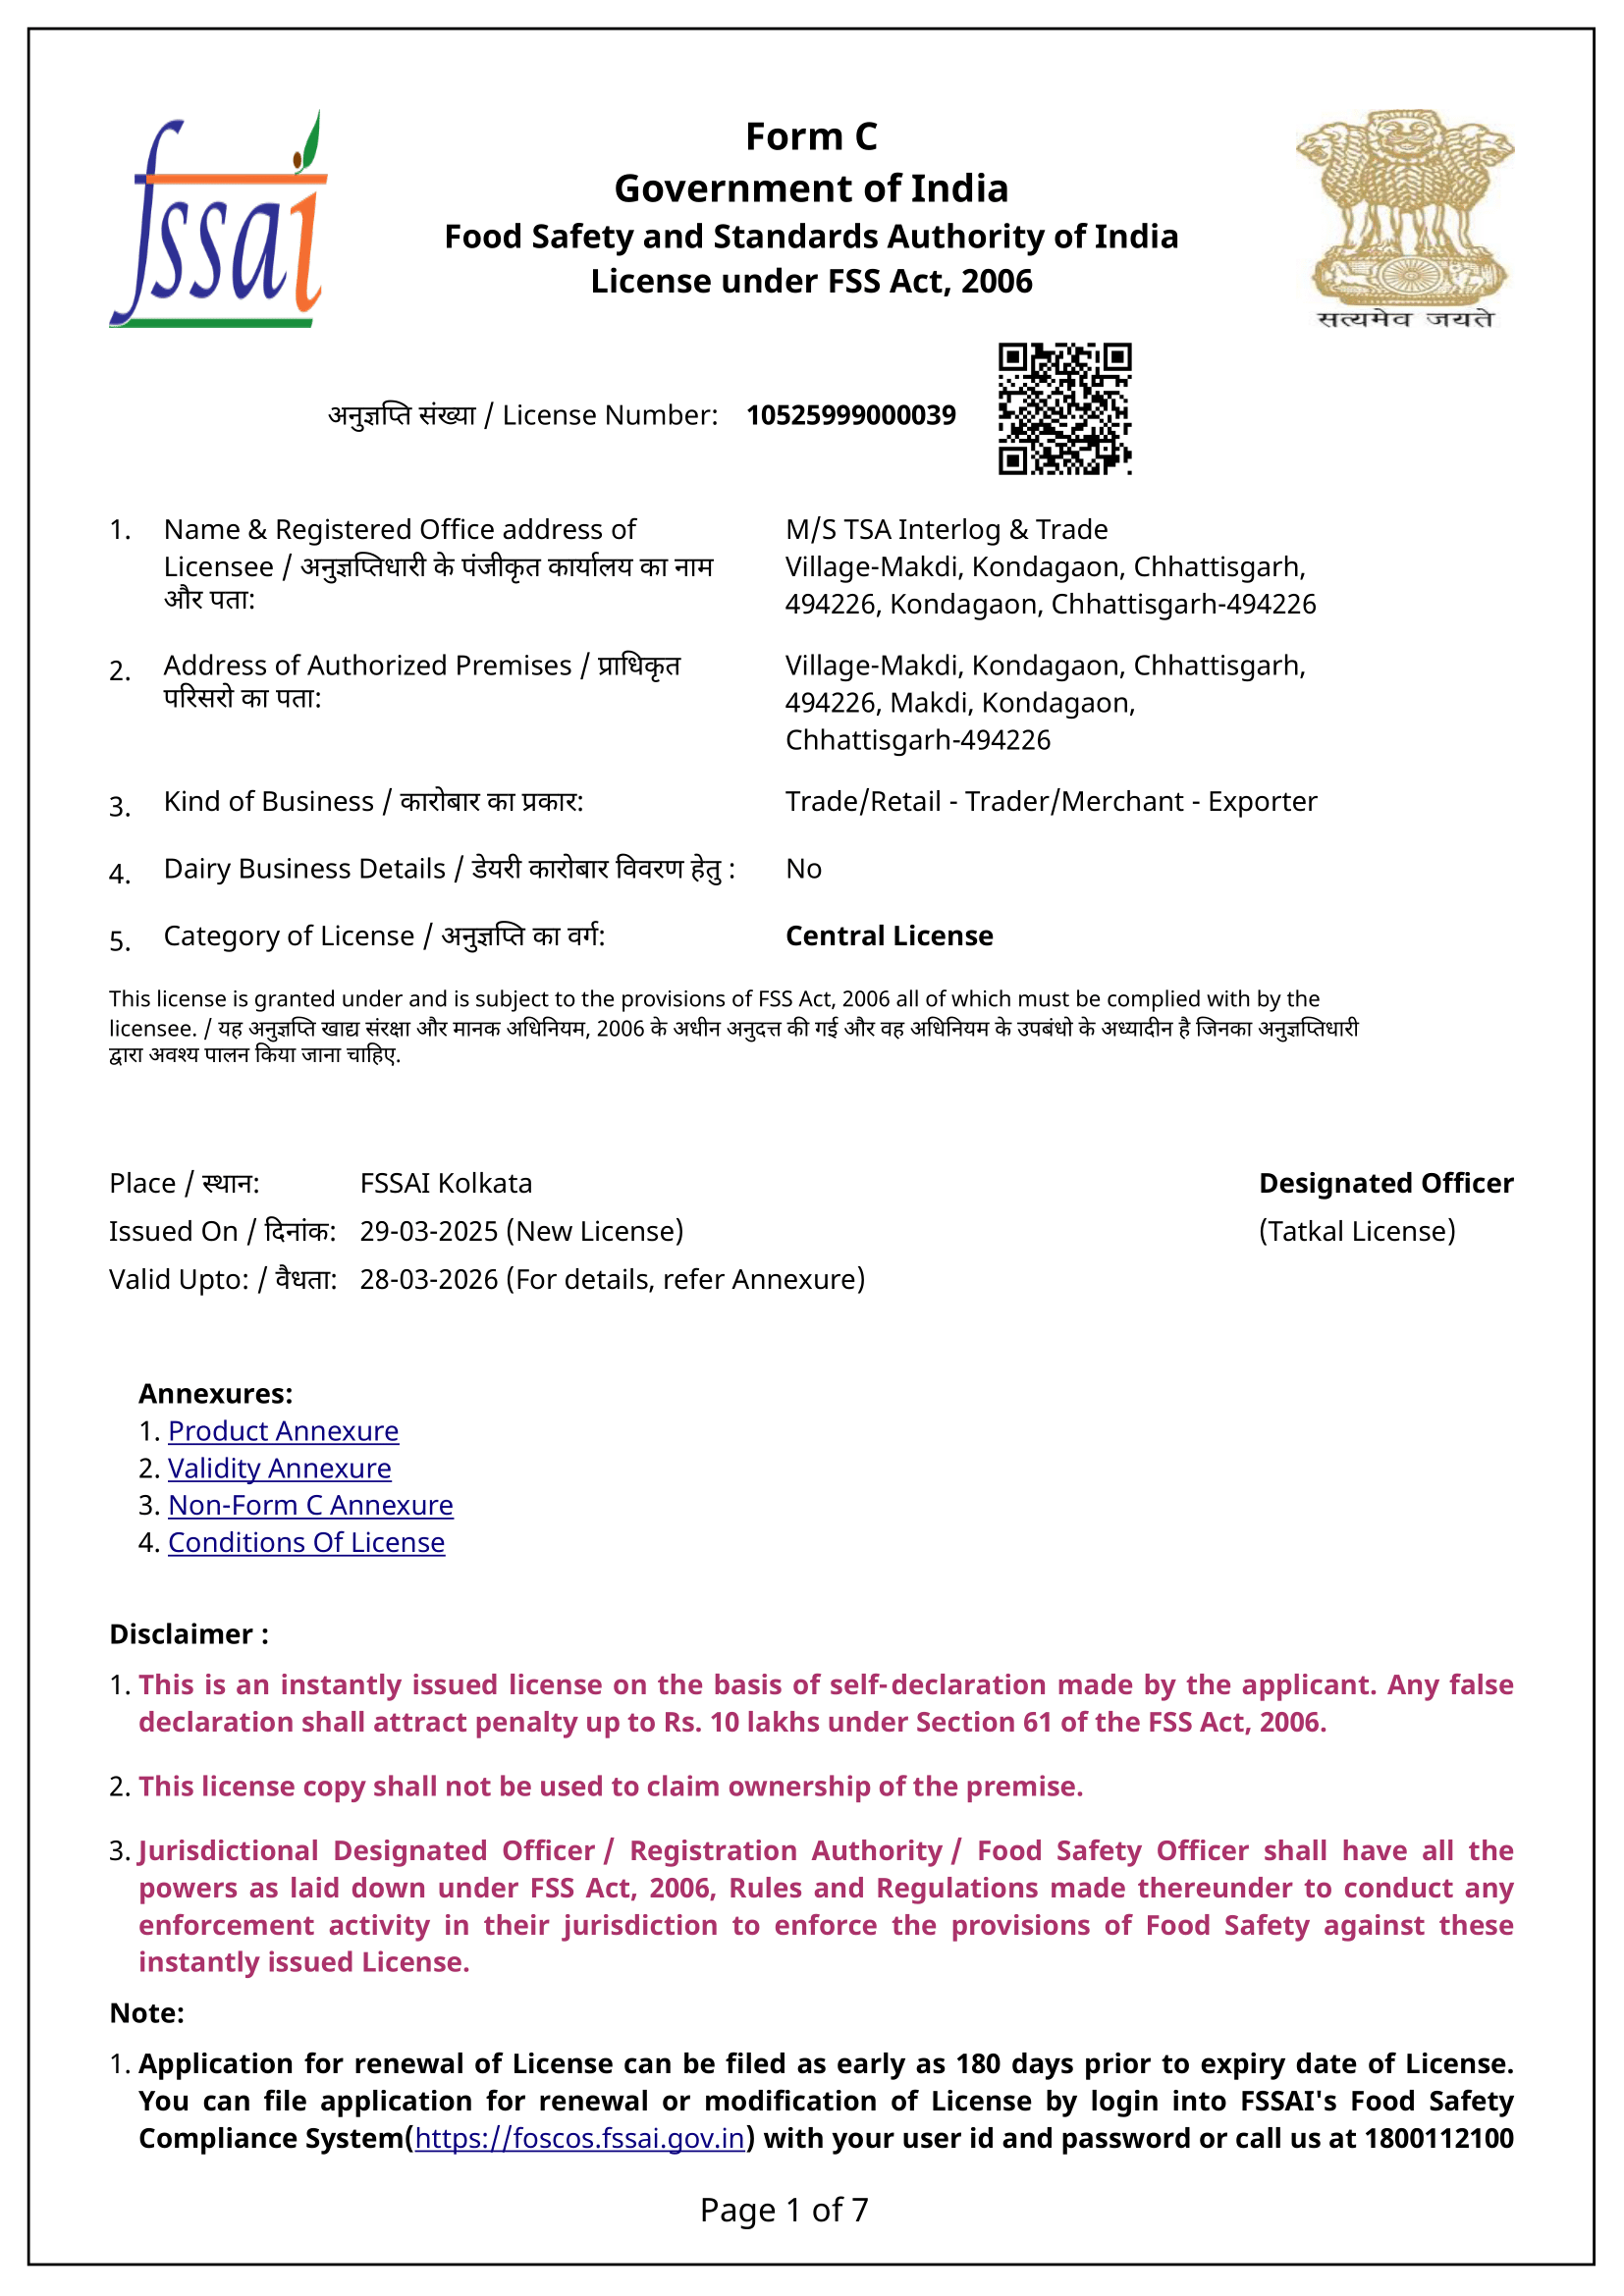 fssai
Form C
Government of India
Food Safety and Standards Authority of India
License under FSS Act, 2006
सत्यमेव जयते
अनुज्ञप्ति संख्या / License Number: 10525999000039
1. Name & Registered Office address of
Licensee / अनुज्ञप्तिधारी के पंजीकृत कार्यालय का नाम
और पता:
M/S TSA Interlog & Trade
Village-Makdi, Kondagaon, Chhattisgarh,
494226, Kondagaon, Chhattisgarh-494226
2. Address of Authorized Premises / प्राधिकृत
परिसरो का पता:
Village-Makdi, Kondagaon, Chhattisgarh,
494226, Makdi, Kondagaon,
Chhattisgarh-494226
3. Kind of Business / कारोबार का प्रकार: Trade/Retail - Trader/Merchant - Exporter
4. Dairy Business Details / डेयरी कारोबार विवरण हेतु : No
5. Category of License / अनुज्ञप्ति का वर्ग: Central License
This license is granted under and is subject to the provisions of FSS Act, 2006 all of which must be complied with by the
licensee. / यह अनुज्ञप्ति खाद्य संरक्षा और मानक अधिनियम, 2006 के अधीन अनुदत्त की गई और वह अधिनियम के उपबंधो के अध्यादीन है जिनका अनुज्ञप्तिधारी
द्वारा अवश्य पालन किया जाना चाहिए.
Place / स्थान: FSSAI Kolkata Designated Officer
Issued On / दिनांक: 29-03-2025 (New License) (Tatkal License)
Valid Upto: / वैधता: 28-03-2026 (For details, refer Annexure)
Annexures:
1. Product Annexure
2. Validity Annexure
3. Non-Form C Annexure
4. Conditions Of License
Disclaimer :
1. This is an instantly issued license on the basis of self-declaration made by the applicant. Any false
declaration shall attract penalty up to Rs. 10 lakhs under Section 61 of the FSS Act, 2006.
2. This license copy shall not be used to claim ownership of the premise.
3. Jurisdictional Designated Officer/ Registration Authority/ Food Safety Officer shall have all the
powers as laid down under FSS Act, 2006, Rules and Regulations made thereunder to conduct any
enforcement activity in their jurisdiction to enforce the provisions of Food Safety against these
instantly issued License.
Note:
1. Application for renewal of License can be filed as early as 180 days prior to expiry date of License.
You can file application for renewal or modification of License by login into FSSAI's Food Safety
Compliance System(https://foscos.fssai.gov.in) with your user id and password or call us at 1800112100
Page 1 of 7